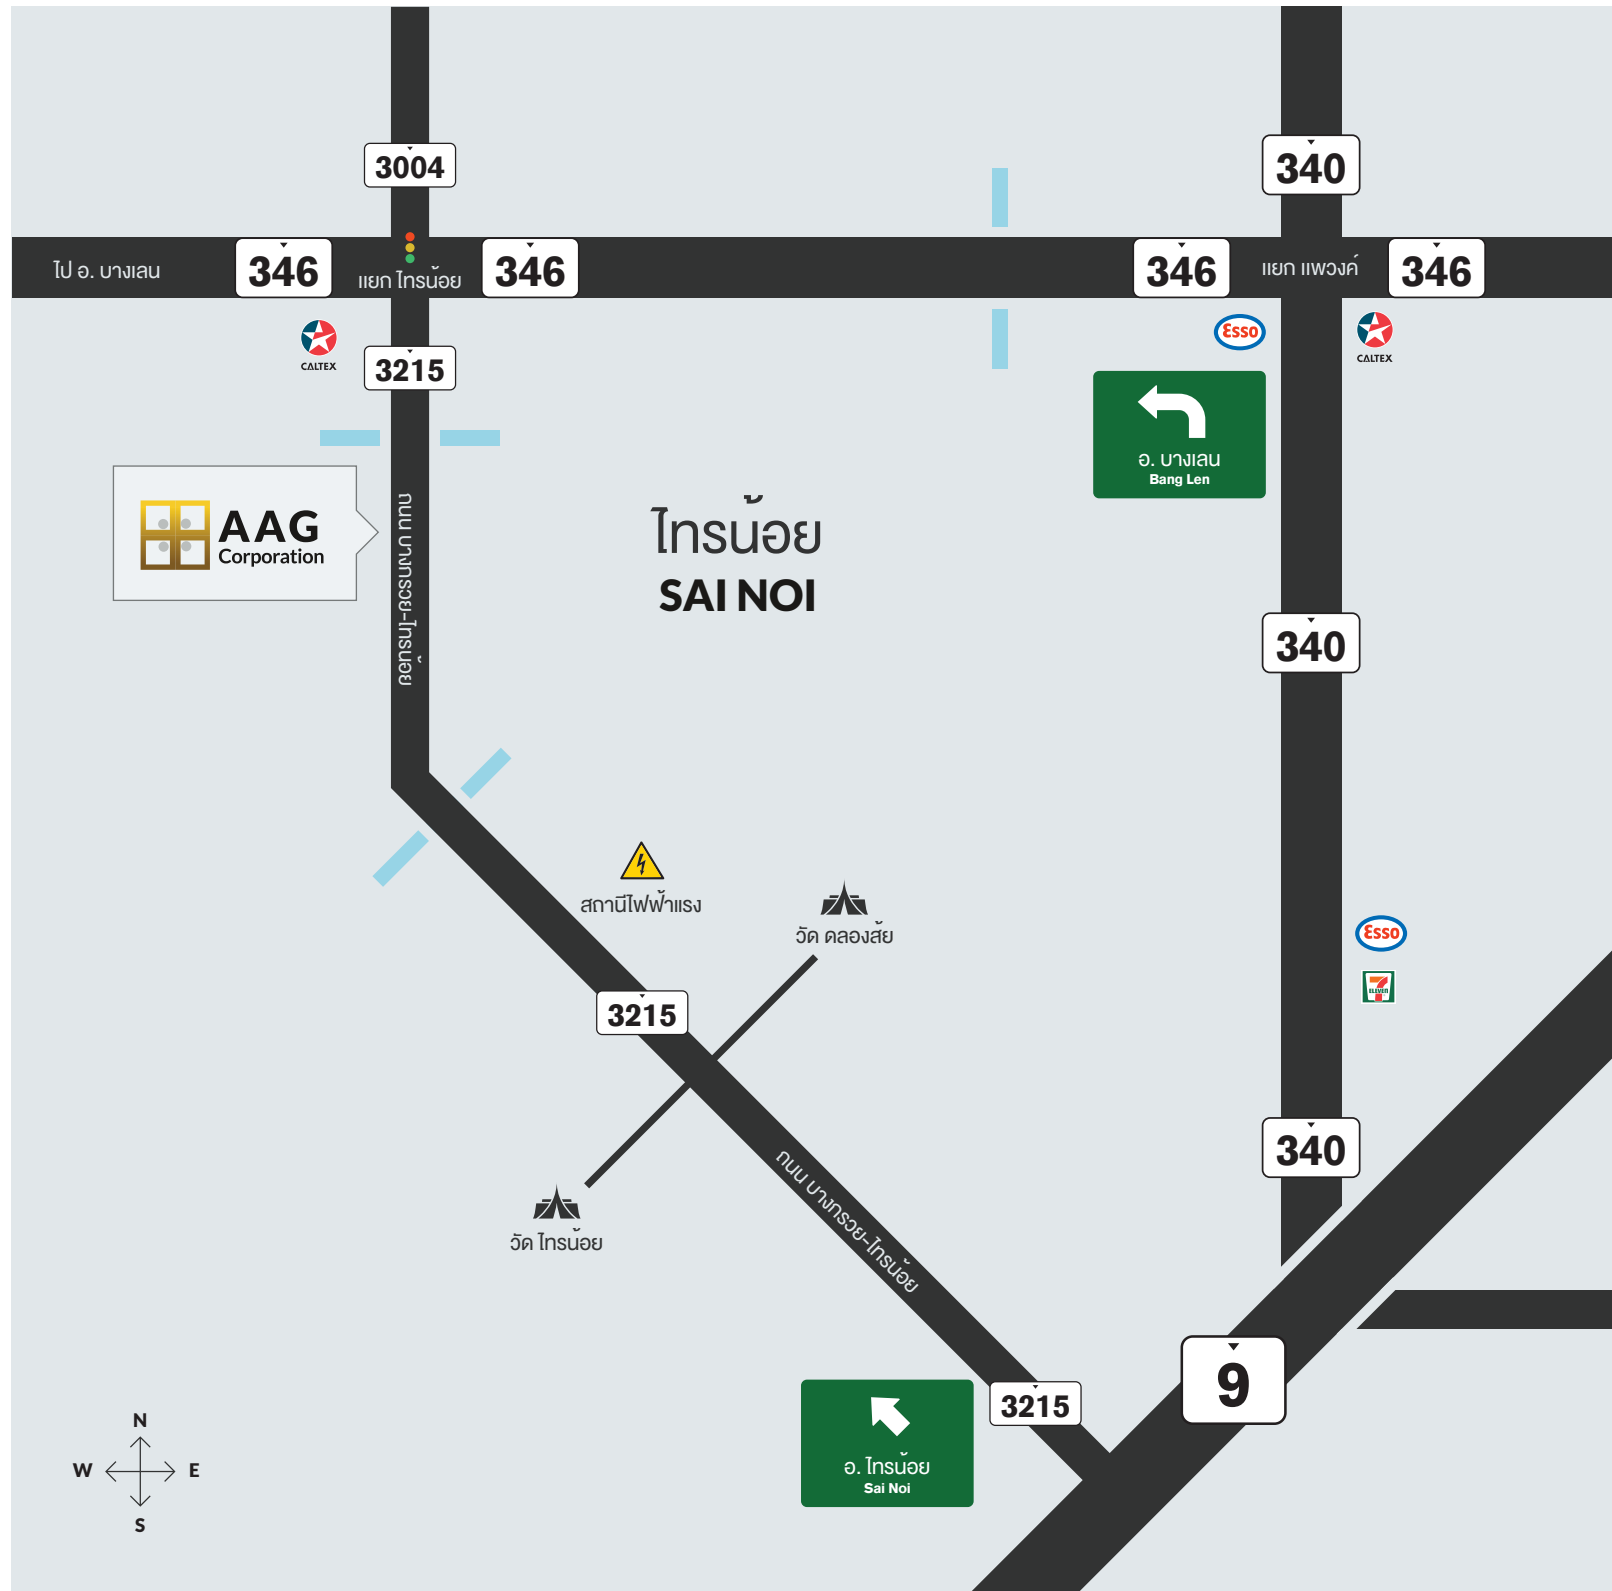 3004
340
ไป อ. บางเลน
346
แยก ไทรน้อย
346
346
แยก แพวงค์
346
CALTEX
3215
Esso
CALTEX
อ. บางเลน
Bang Len
AAG
Corporation
ถนน บางกรวย-ไทรน้อย
ไทรน้อย
SAI NOI
340
สถานีไฟฟ้าแรง
วัด ดลองส้ย
Esso
7
ELEVEN
3215
340
ถนน บางกรวย-ไทรน้อย
วัด ไทรน้อย
9
3215
อ. ไทรน้อย
Sai Noi
N
W
E
S